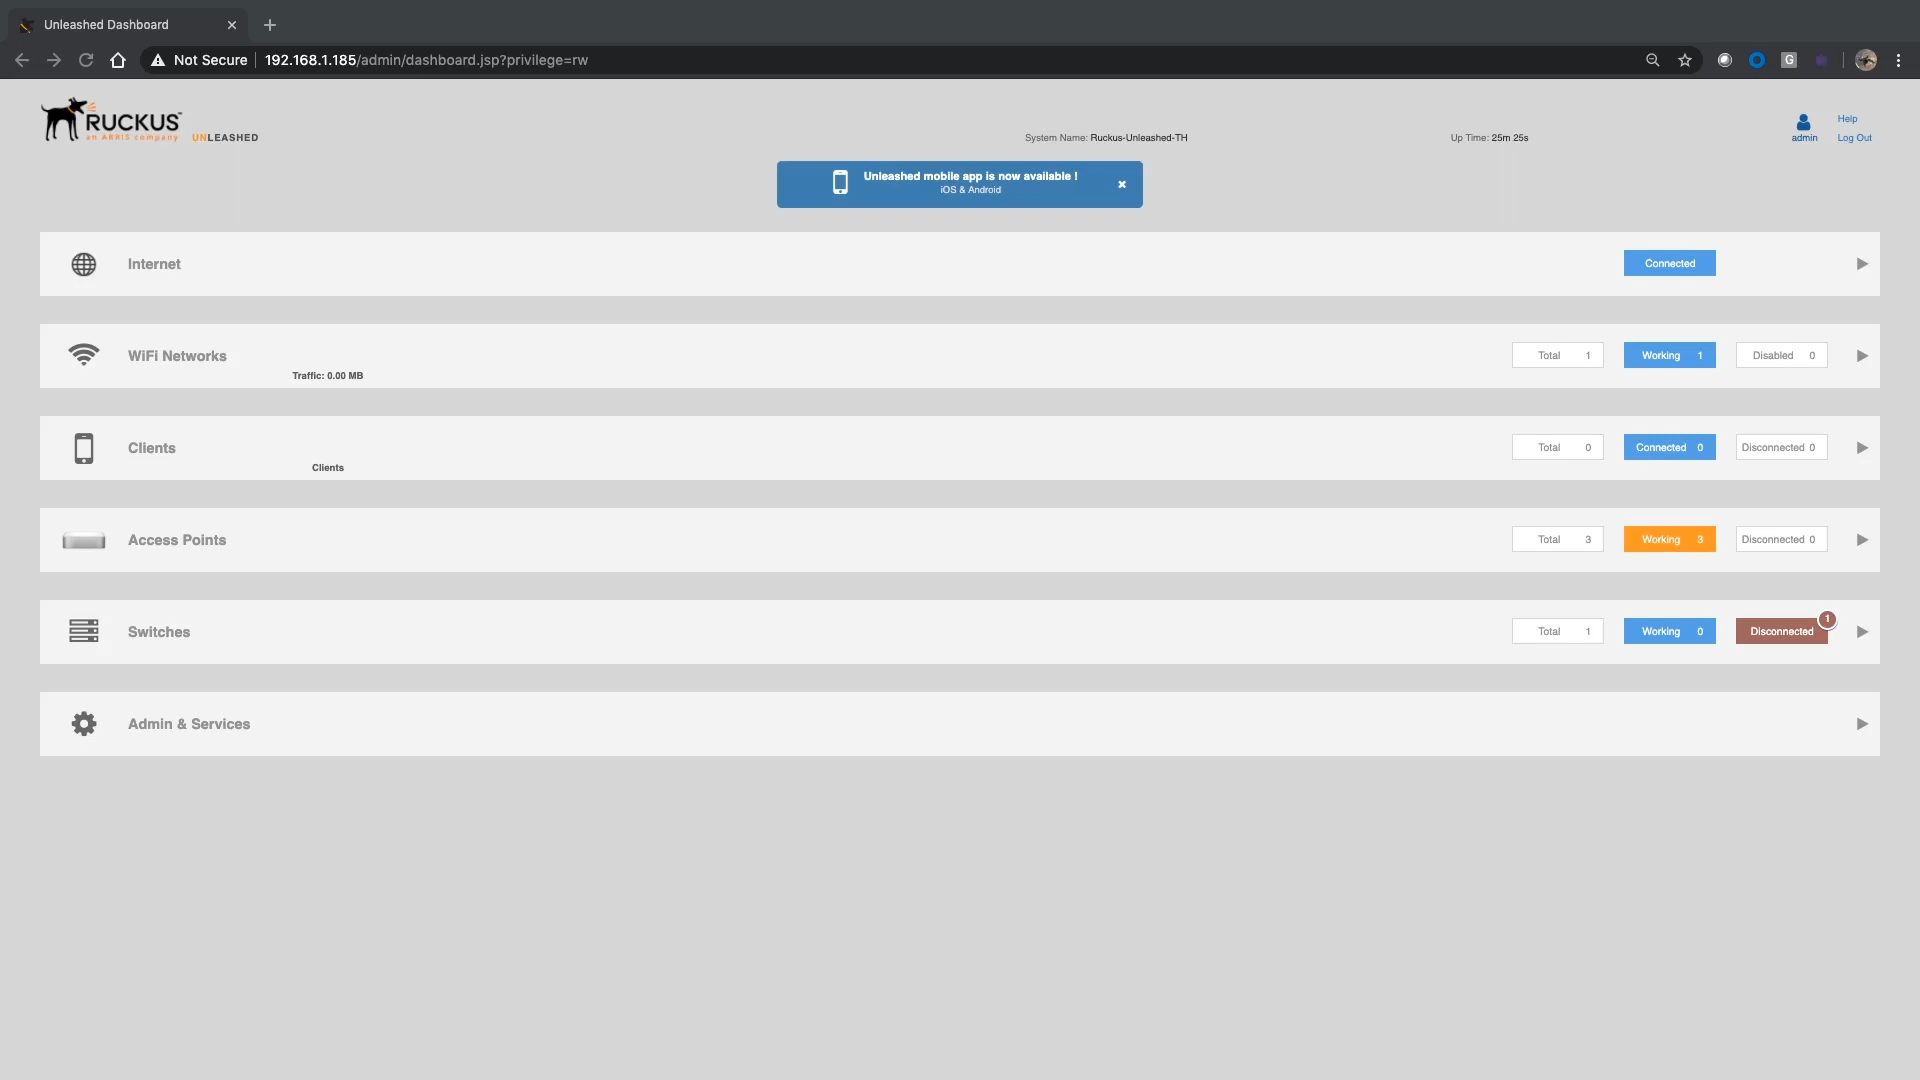 Unleashed Dashboard
Not Secure 192.168.1.185/admin/dashboard.jsp?privilege=rw
G
RUCKUS
an ARRIS company
UNLEASHED
System Name: Ruckus-Unleashed-TH
Up Time: 25m 25s
admin
Help
Log Out
Unleashed mobile app is now available !
iOS & Android
Internet
Connected
WiFi Networks
Traffic: 0.00 MB
Total 1
Working 1
Disabled 0
Clients
Clients
Total 0
Connected 0
Disconnected 0
Access Points
Total 3
Working 3
Disconnected 0
Switches
Total 1
Working 0
Disconnected 1
Admin & Services